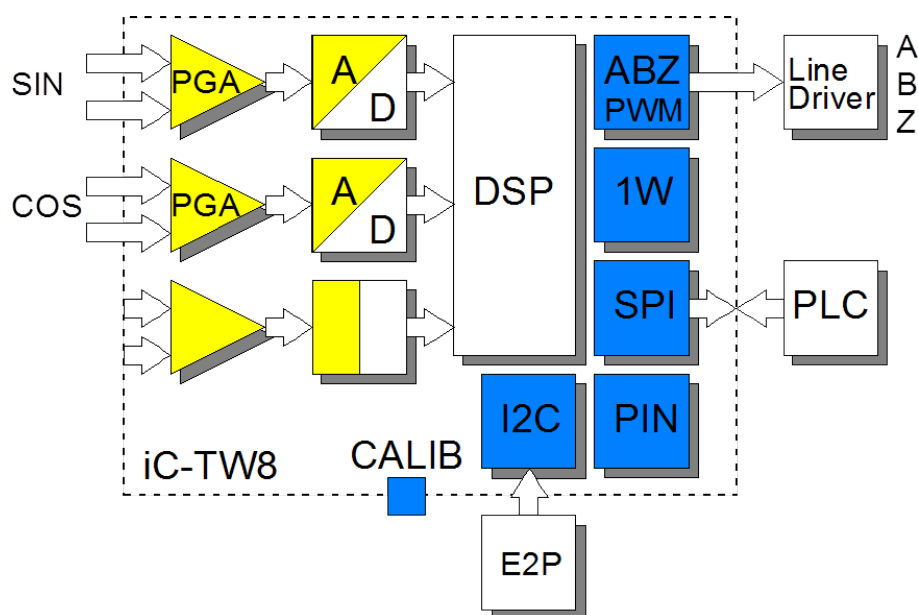 SIN
PGA
A
D
DSP
ABZ
PWM
Line
Driver
A
B
Z
COS
PGA
A
D
1W
SPI
PLC
I2C
PIN
iC-TW8
CALIB
E2P